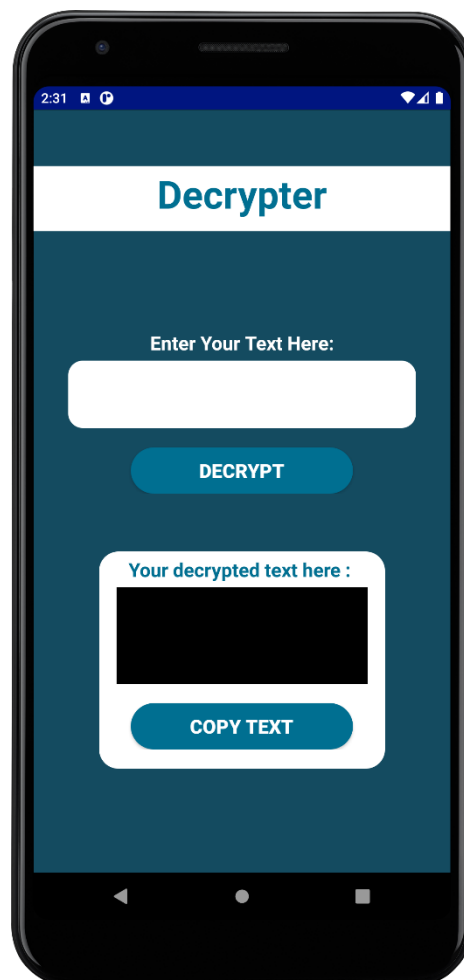 2:31
Decrypter
Enter Your Text Here:
DECRYPT
Your decrypted text here :
COPY TEXT